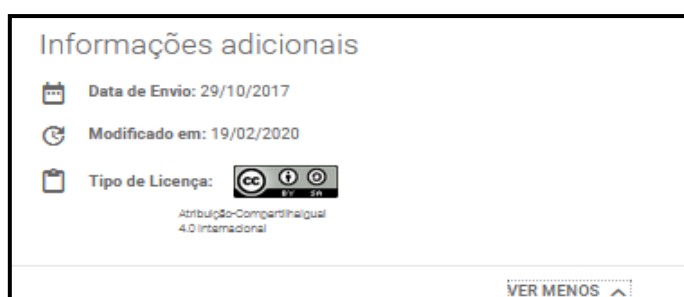 Informações adicionais
Data de Envio: 29/10/2017
Modificado em: 19/02/2020
Tipo de Licença:
cc
BY SA
Atribuição-CompartilhaIgual
4.0 Internacional
VER MENOS